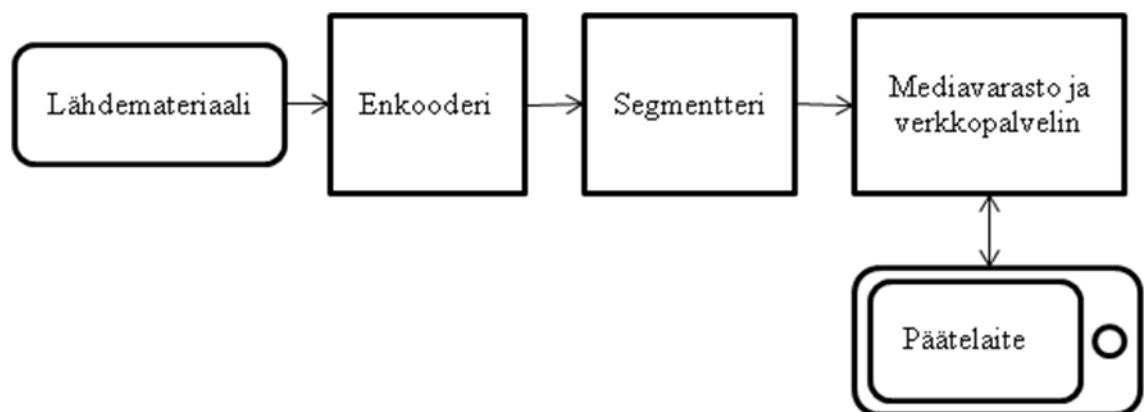 Lähdemateriaali
Enkooderi
Segmentteri
Mediavarasto ja
verkkopalvelin
Päätelaite